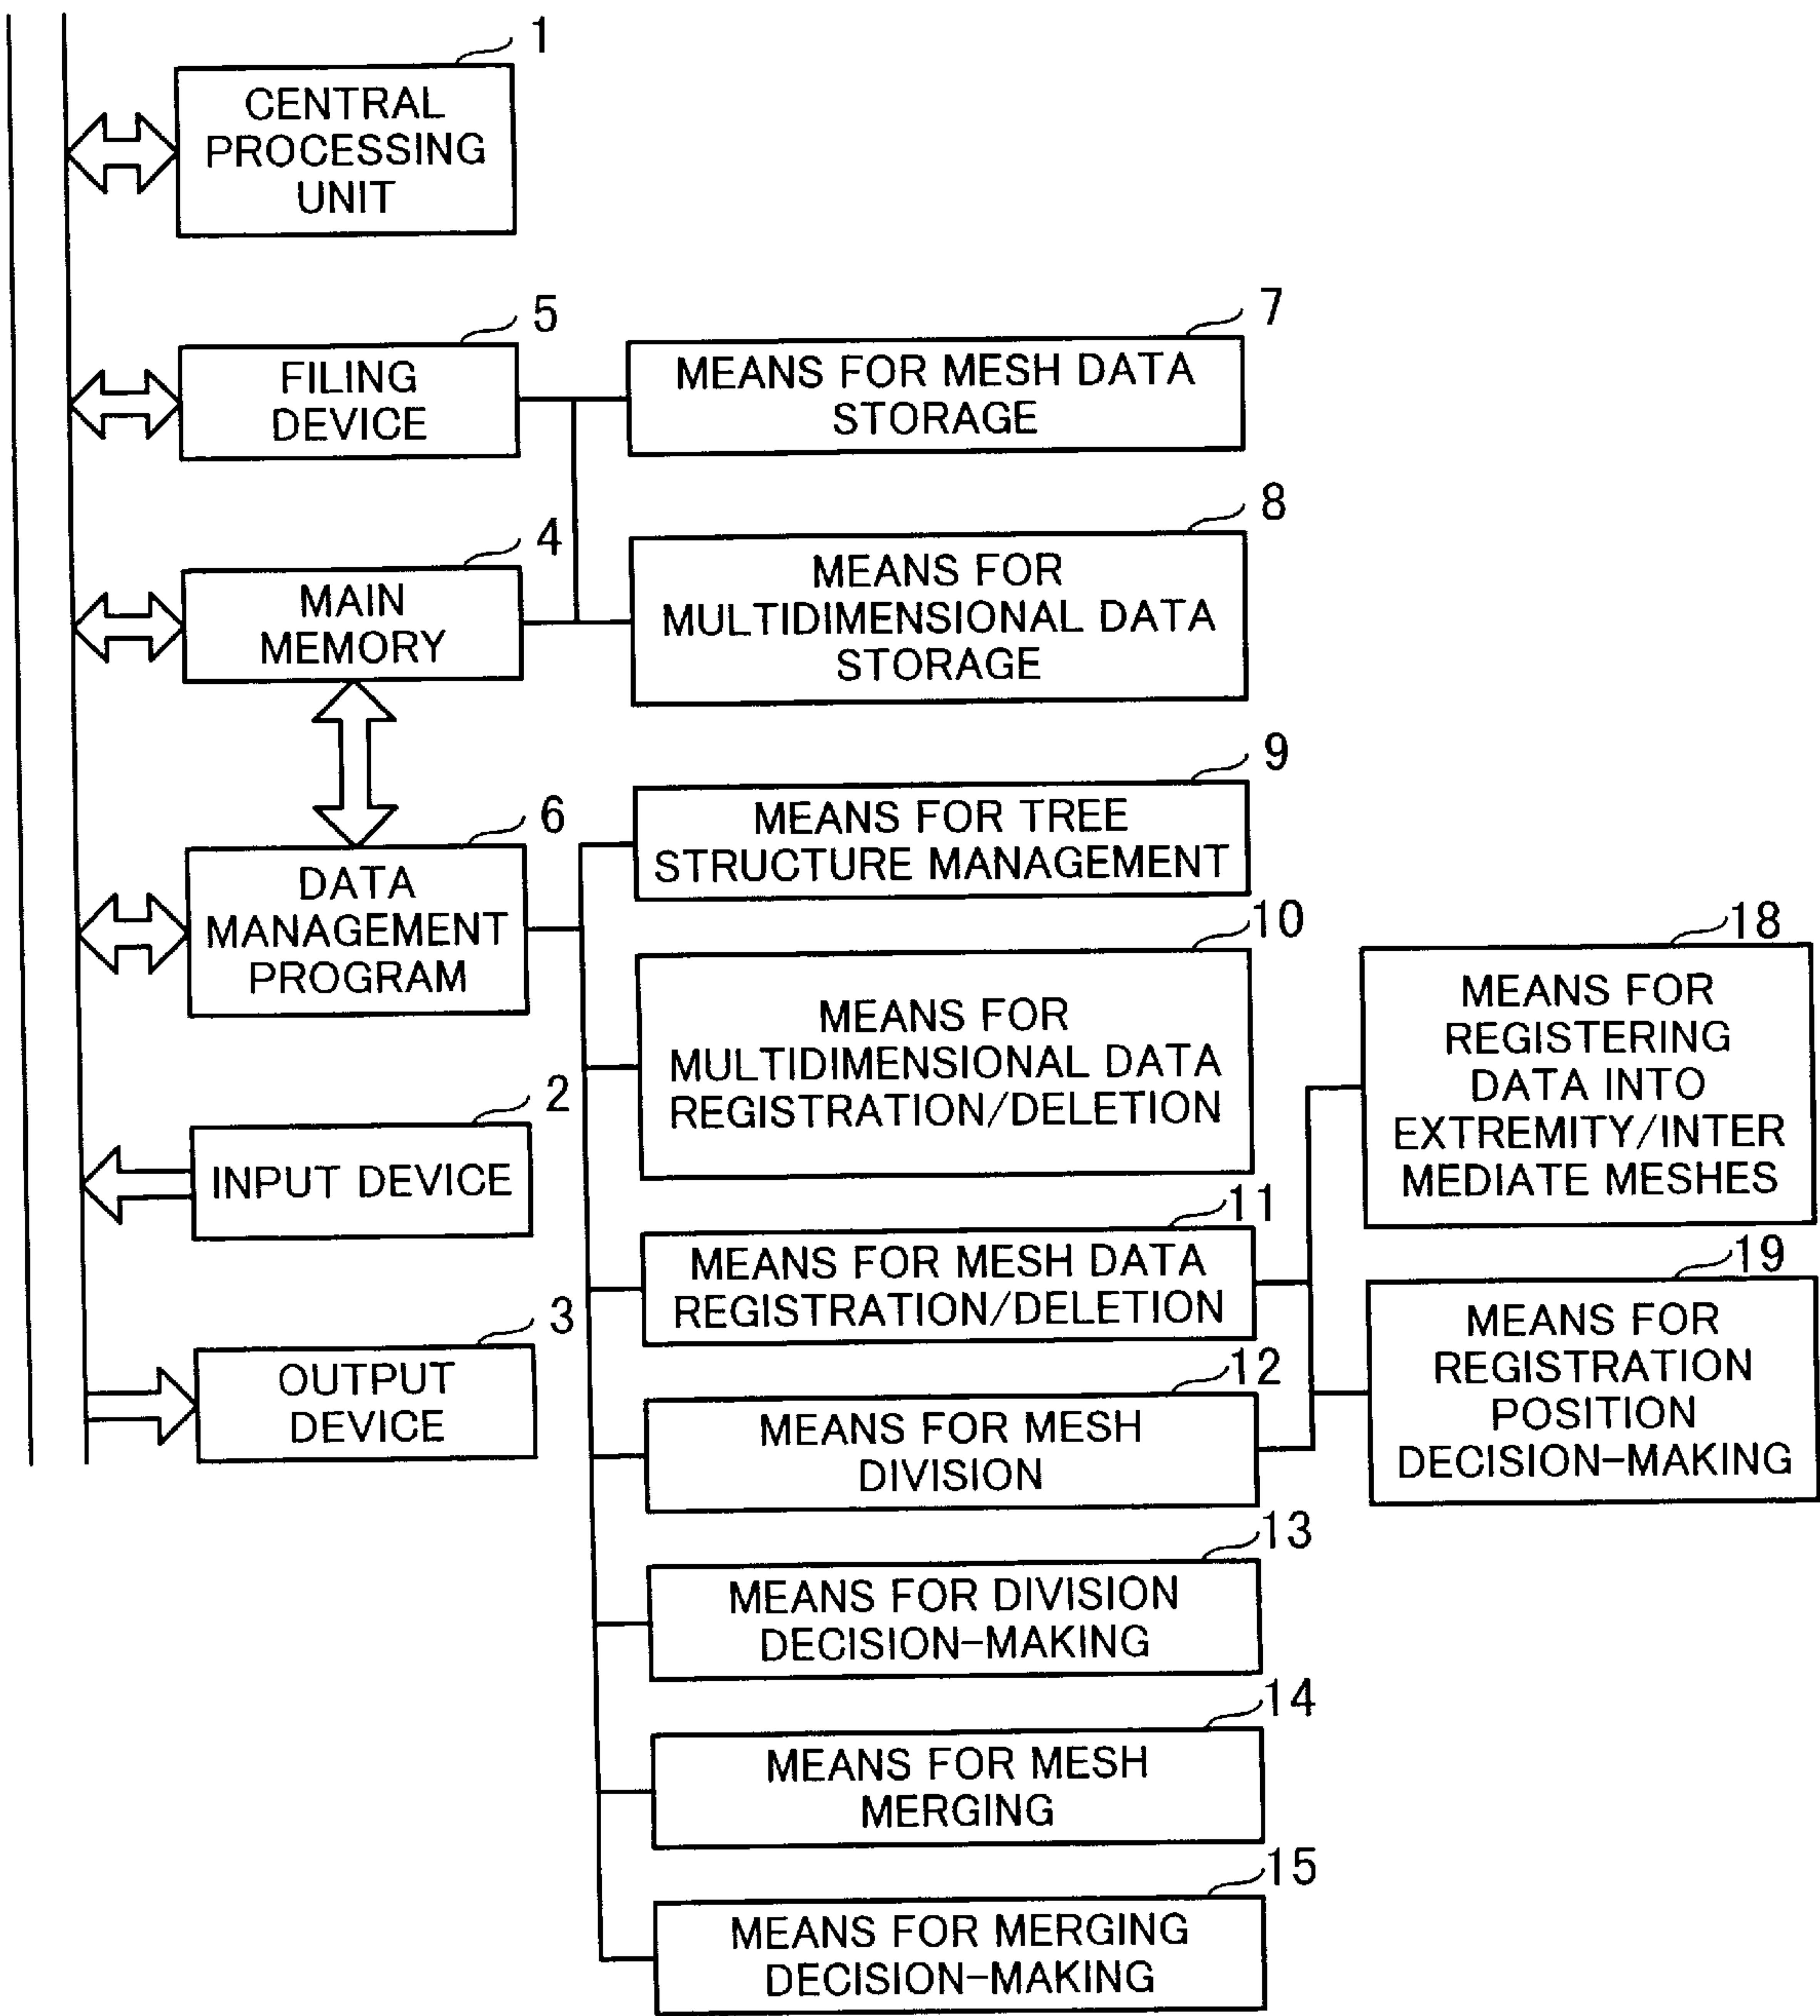 1
CENTRAL
PROCESSING
UNIT
5
FILING
DEVICE
7
MEANS FOR MESH DATA
STORAGE
4
MAIN
MEMORY
8
MEANS FOR
MULTIDIMENSIONAL DATA
STORAGE
6
DATA
MANAGEMENT
PROGRAM
9
MEANS FOR TREE
STRUCTURE MANAGEMENT
10
MEANS FOR
MULTIDIMENSIONAL DATA
REGISTRATION/DELETION
18
MEANS FOR
REGISTERING
DATA INTO
EXTREMITY/INTER
MEDIATE MESHES
2
INPUT DEVICE
11
MEANS FOR MESH DATA
REGISTRATION/DELETION
19
MEANS FOR
REGISTRATION
POSITION
DECISION-MAKING
3
OUTPUT
DEVICE
12
MEANS FOR MESH
DIVISION
13
MEANS FOR DIVISION
DECISION-MAKING
14
MEANS FOR MESH
MERGING
15
MEANS FOR MERGING
DECISION-MAKING